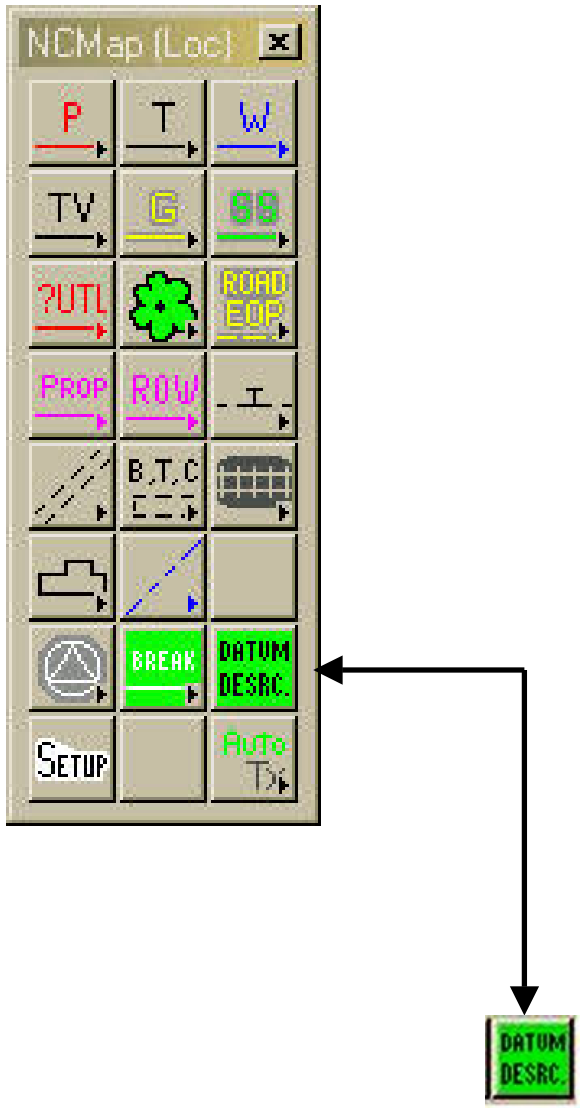 NCMap (Loc) x
P T W
TV G SS
?UTL ROAD
EOP
PROP ROW T
B,T,C
BREAK DATUM
DESRC.
SETUP AUTO
Tx
DATUM
DESRC.